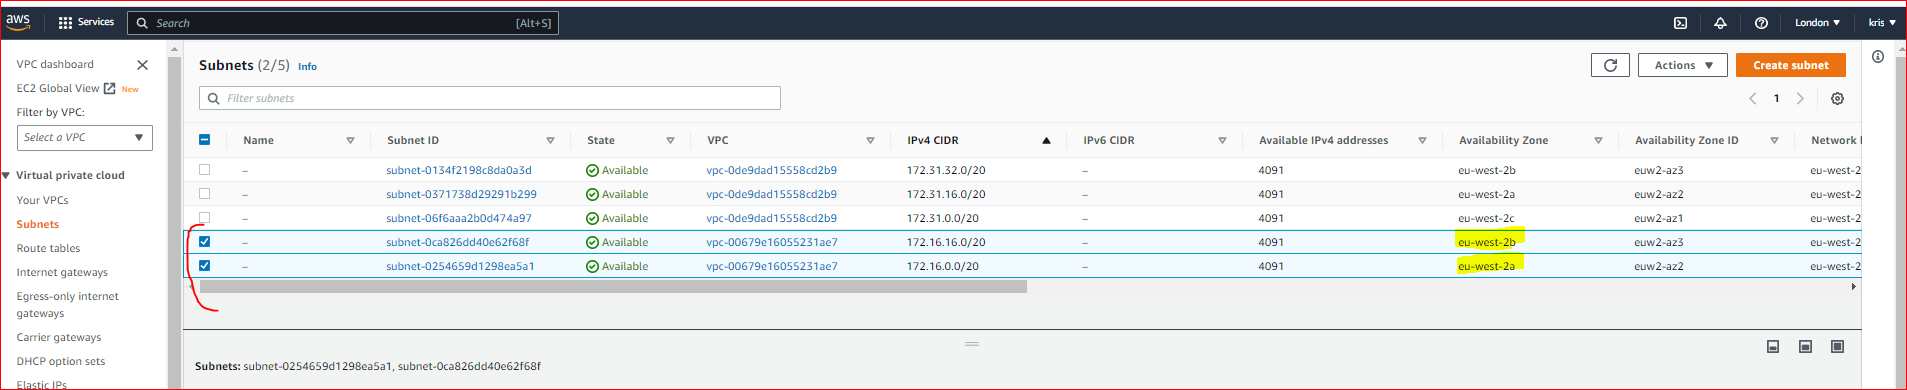 aws Services Search [Alt+S] London ▼ kris ▼
VPC dashboard
EC2 Global View New
Filter by VPC:
Select a VPC
Virtual private cloud
Your VPCs
Subnets
Route tables
Internet gateways
Egress-only internet
gateways
Carrier gateways
DHCP option sets
Elastic IPs
Subnets (2/5) Info
Actions ▼ Create subnet
Filter subnets
1
Name Subnet ID State VPC IPv4 CIDR IPv6 CIDR Available IPv4 addresses Availability Zone Availability Zone ID Network
– subnet-0134f2198c8da0a3d Available vpc-0de9dad15558cd2b9 172.31.32.0/20 – 4091 eu-west-2b euw2-az3 eu-west-2
– subnet-0371738d29291b299 Available vpc-0de9dad15558cd2b9 172.31.16.0/20 – 4091 eu-west-2a euw2-az2 eu-west-2
– subnet-06f6aaa2b0d474a97 Available vpc-0de9dad15558cd2b9 172.31.0.0/20 – 4091 eu-west-2c euw2-az1 eu-west-2
– subnet-0ca826dd40e62f68f Available vpc-00679e16055231ae7 172.16.16.0/20 – 4091 eu-west-2b euw2-az3 eu-west-2
– subnet-0254659d1298ea5a1 Available vpc-00679e16055231ae7 172.16.0.0/20 – 4091 eu-west-2a euw2-az2 eu-west-2
Subnets: subnet-0254659d1298ea5a1, subnet-0ca826dd40e62f68f